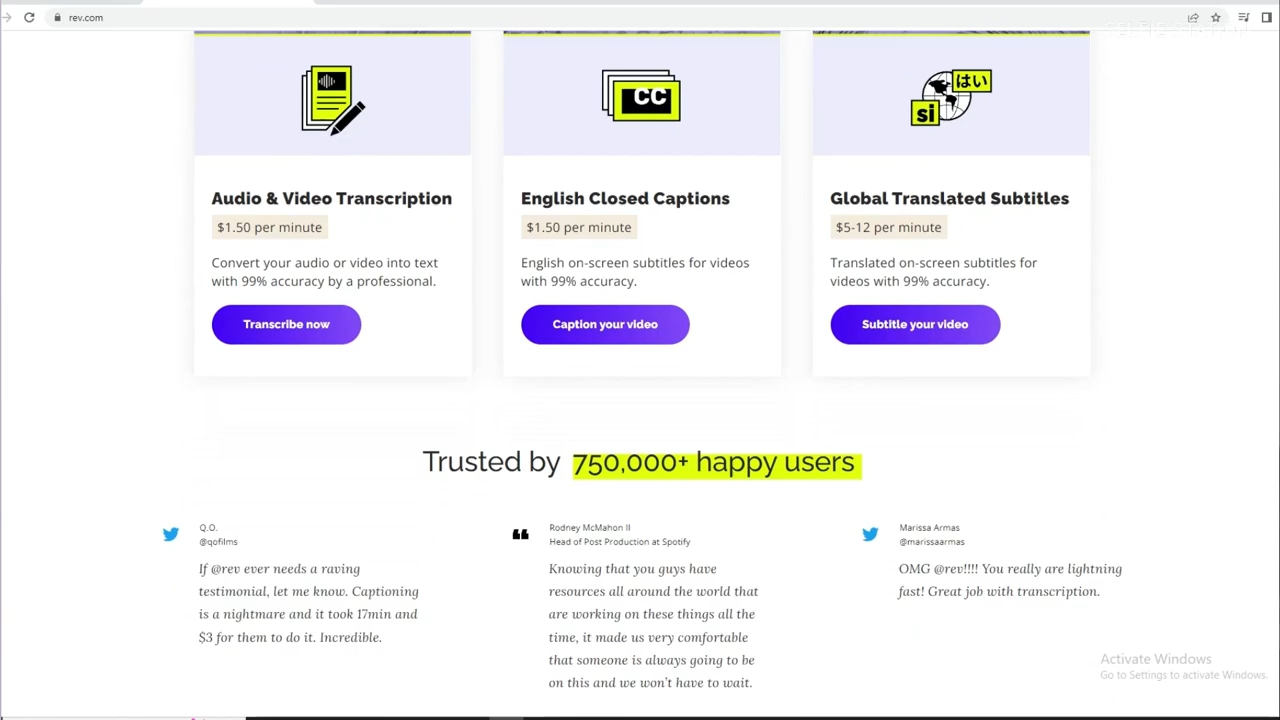 rev.com
CC
はい
si
Audio & Video Transcription
$1.50 per minute
Convert your audio or video into text
with 99% accuracy by a professional.
Transcribe now
English Closed Captions
$1.50 per minute
English on-screen subtitles for videos
with 99% accuracy.
Caption your video
Global Translated Subtitles
$5-12 per minute
Translated on-screen subtitles for
videos with 99% accuracy.
Subtitle your video
Trusted by 750,000+ happy users
Q.O.
@qofilms
If @rev ever needs a raving
testimonial, let me know. Captioning
is a nightmare and it took 17min and
$3 for them to do it. Incredible.
Rodney McMahon II
Head of Post Production at Spotify
Knowing that you guys have
resources all around the world that
are working on these things all the
time, it made us very comfortable
that someone is always going to be
on this and we won't have to wait.
Marissa Armas
@marissaarmas
OMG @rev!!!! You really are lightning
fast! Great job with transcription.
Activate Windows
Go to Settings to activate Windows.